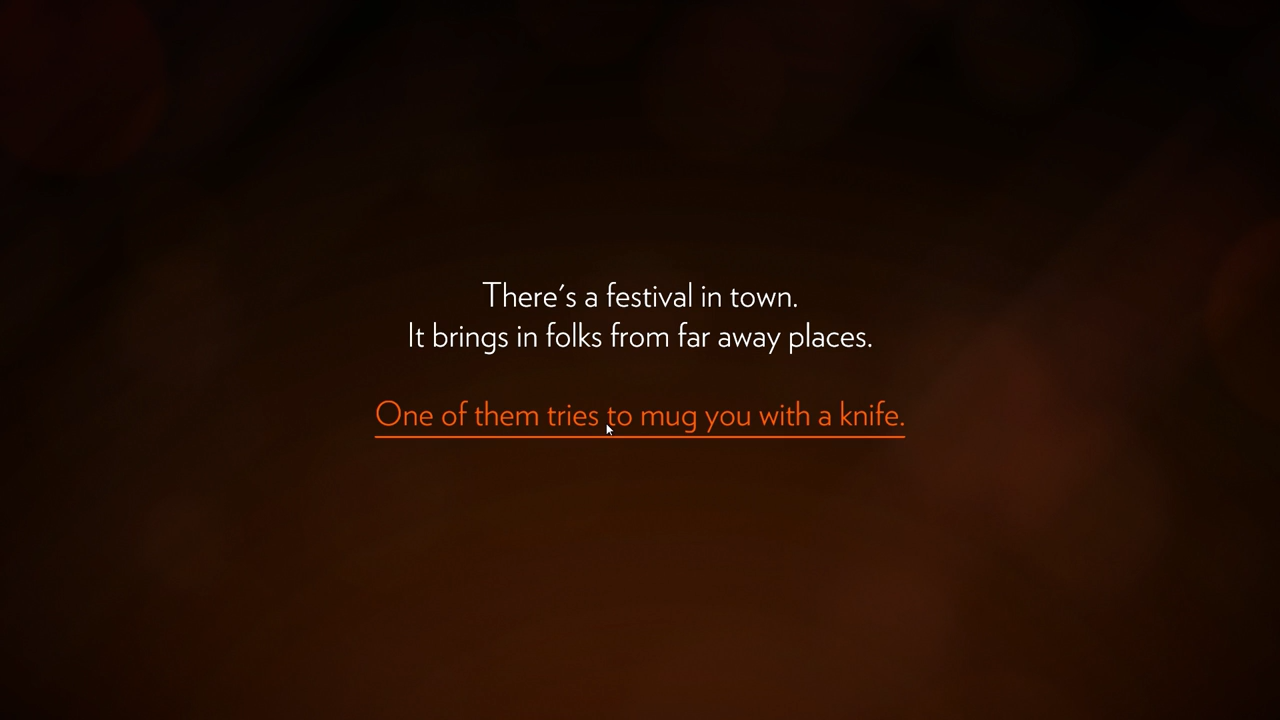 There's a festival in town.
It brings in folks from far away places.
One of them tries to mug you with a knife.